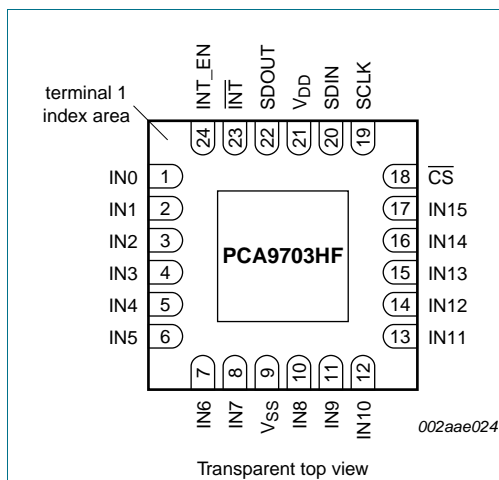 terminal 1
index area
INT_EN
INT
SDOUT
VDD
SDIN
SCLK
24
23
22
21
20
19
IN0 1
IN1 2
IN2 3
IN3 4
IN4 5
IN5 6
PCA9703HF
18 CS
17 IN15
16 IN14
15 IN13
14 IN12
13 IN11
7
8
9
10
11
12
IN6
IN7
VSS
IN8
IN9
IN10
002aae024
Transparent top view